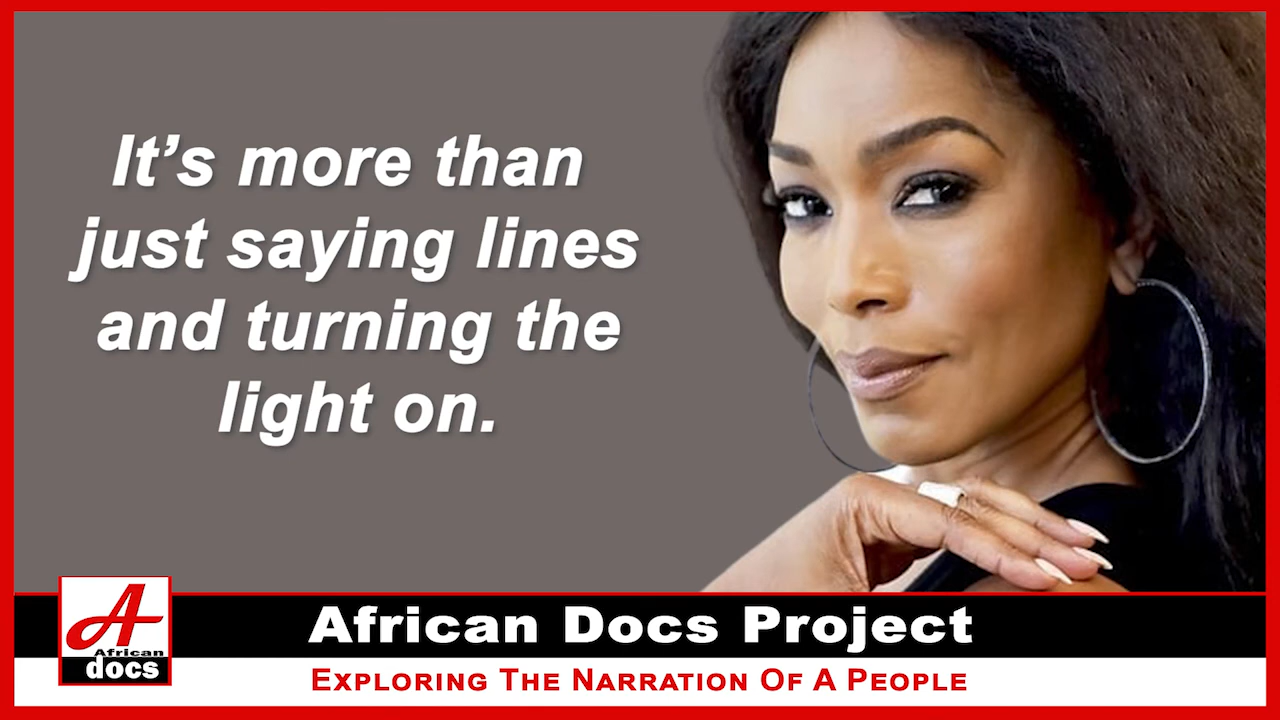 It’s more than
just saying lines
and turning the
light on.
A
African
docs
African Docs Project
Exploring The Narration Of A People